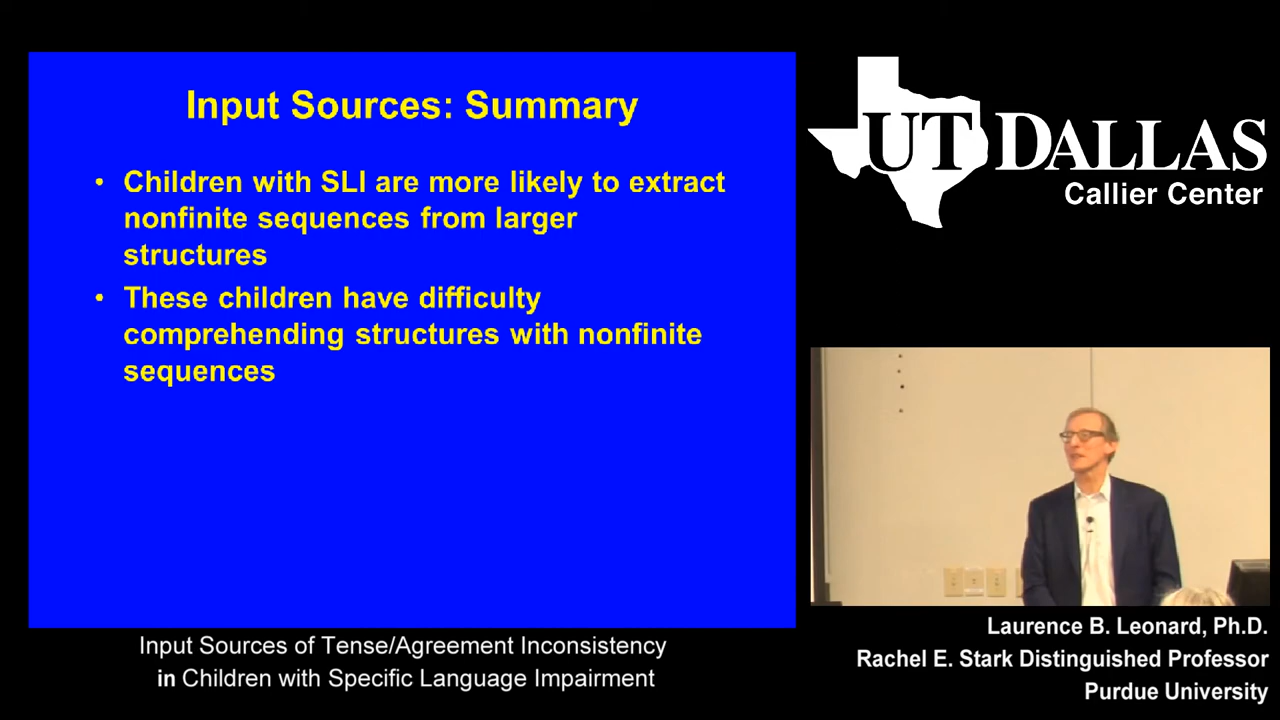 Input Sources: Summary
• Children with SLI are more likely to extract
nonfinite sequences from larger
structures
• These children have difficulty
comprehending structures with nonfinite
sequences
UT DALLAS
Callier Center
Input Sources of Tense/Agreement Inconsistency
in Children with Specific Language Impairment
Laurence B. Leonard, Ph.D.
Rachel E. Stark Distinguished Professor
Purdue University